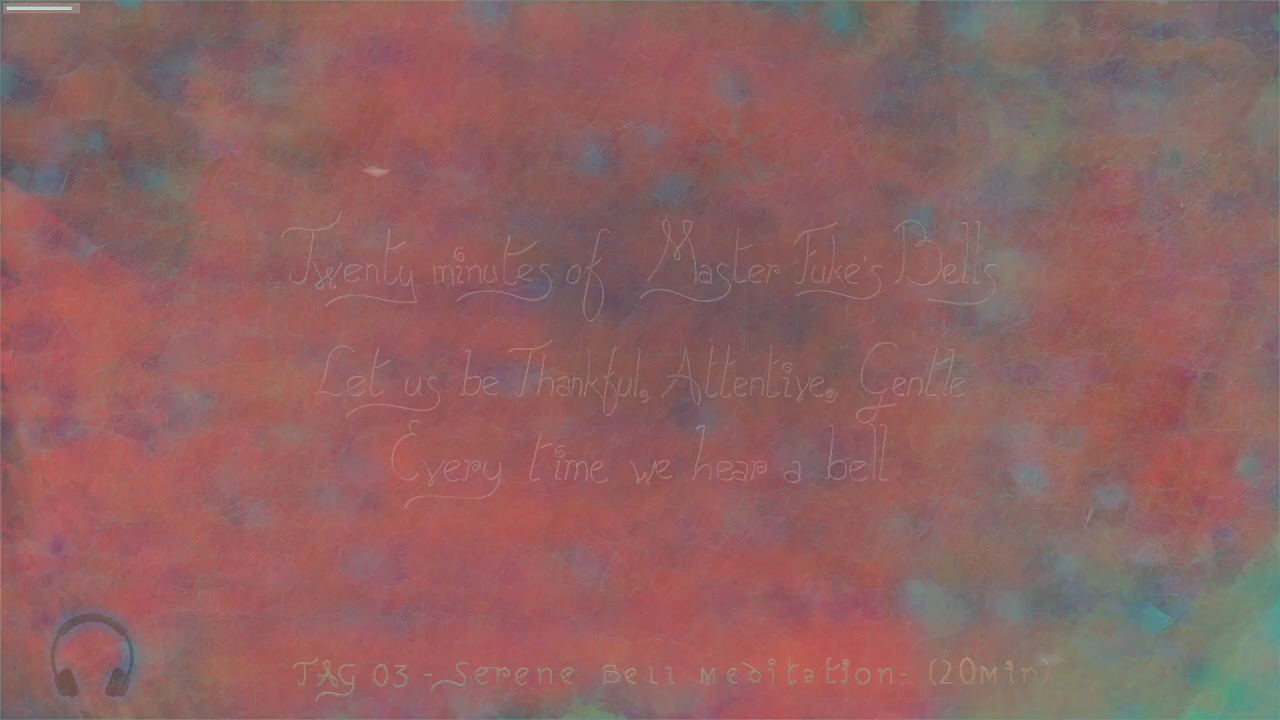 Twenty minutes of Master Fuke's Bells
Let us be Thankful, Attentive, Gentle
Every time we hear a bell
TAG 03 - Serene Bell Meditation- (20Min)